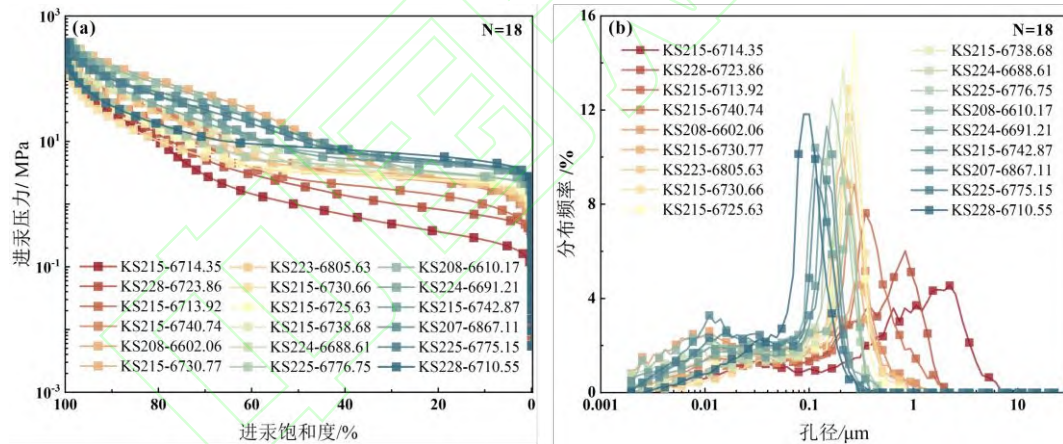 (a)
N=18
进汞压力/ MPa
10³
10¹
10⁻¹
10⁻³
KS215-6714.35
KS228-6723.86
KS215-6713.92
KS215-6740.74
KS208-6602.06
KS215-6730.77
KS223-6805.63
KS215-6730.66
KS215-6725.63
KS215-6738.68
KS224-6688.61
KS225-6776.75
KS208-6610.17
KS224-6691.21
KS215-6742.87
KS207-6867.11
KS225-6775.15
KS228-6710.55
100 80 60 40 20 0
进汞饱和度/%
(b)
N=18
分布频率 /%
16
12
8
4
0
KS215-6714.35
KS228-6723.86
KS215-6713.92
KS215-6740.74
KS208-6602.06
KS215-6730.77
KS223-6805.63
KS215-6730.66
KS215-6725.63
KS215-6738.68
KS224-6688.61
KS225-6776.75
KS208-6610.17
KS224-6691.21
KS215-6742.87
KS207-6867.11
KS225-6775.15
KS228-6710.55
0.001 0.01 0.1 1 10
孔径/μm